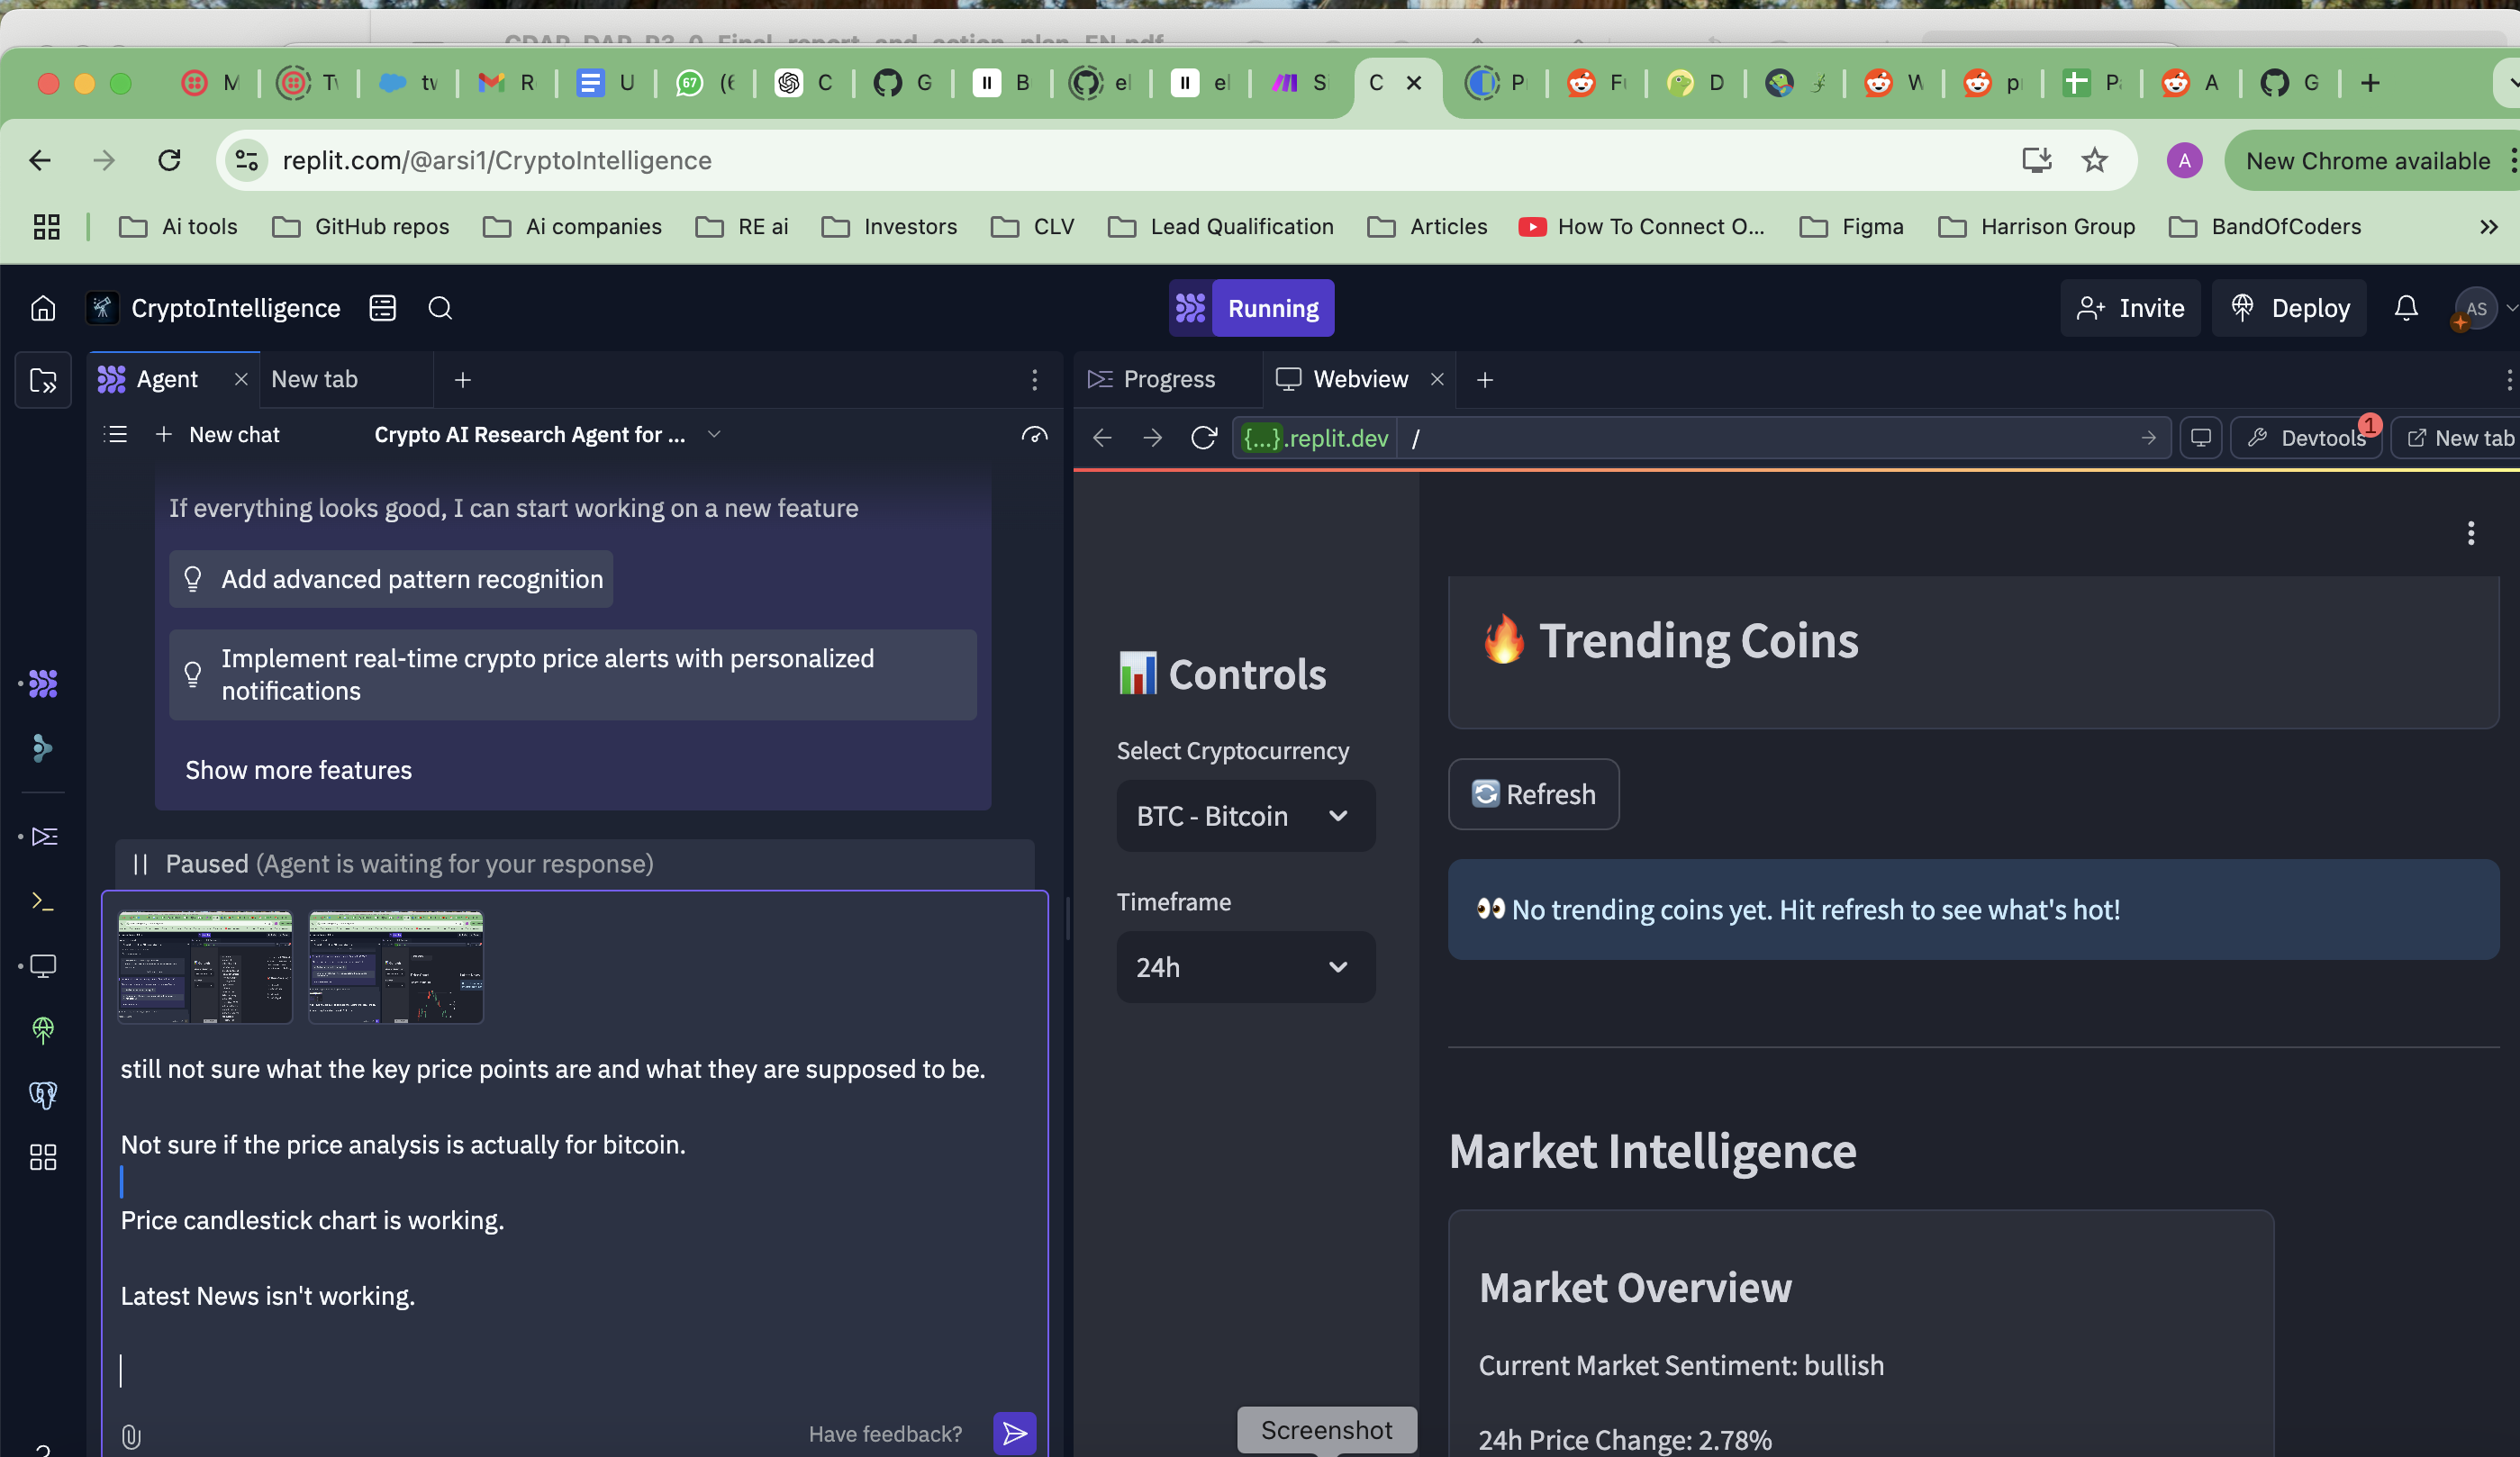 M
Tv
tv
R
U
67
(6
C
G
B
el
el
S
C
P
F
D
W
p
P
A
G
replit.com/@arsi1/CryptoIntelligence
A
New Chrome available
Ai tools
GitHub repos
Ai companies
RE ai
Investors
CLV
Lead Qualification
Articles
How To Connect O...
Figma
Harrison Group
BandOfCoders
CryptoIntelligence
Running
Invite
Deploy
AS
Agent
New tab
Progress
Webview
New chat
Crypto AI Research Agent for ...
{...}.replit.dev
/
Devtools
1
New tab
If everything looks good, I can start working on a new feature
Add advanced pattern recognition
Implement real-time crypto price alerts with personalized
notifications
Show more features
Paused (Agent is waiting for your response)
still not sure what the key price points are and what they are supposed to be.
Not sure if the price analysis is actually for bitcoin.
Price candlestick chart is working.
Latest News isn't working.
Have feedback?
📊 Controls
Select Cryptocurrency
BTC - Bitcoin
Timeframe
24h
🔥 Trending Coins
🔄 Refresh
👀 No trending coins yet. Hit refresh to see what's hot!
Market Intelligence
Market Overview
Current Market Sentiment: bullish
24h Price Change: 2.78%
Screenshot